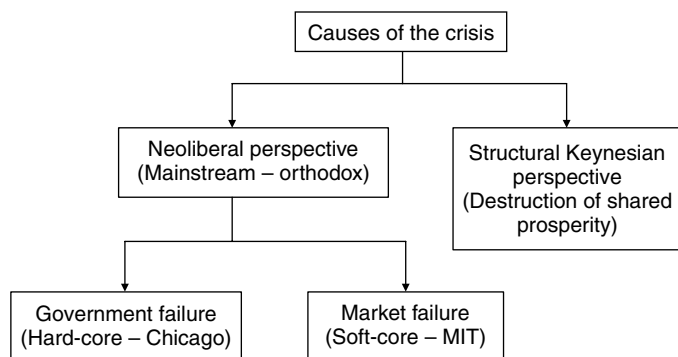 Causes of the crisis
Neoliberal perspective
(Mainstream – orthodox)
Structural Keynesian
perspective
(Destruction of shared
prosperity)
Government failure
(Hard-core – Chicago)
Market failure
(Soft-core – MIT)